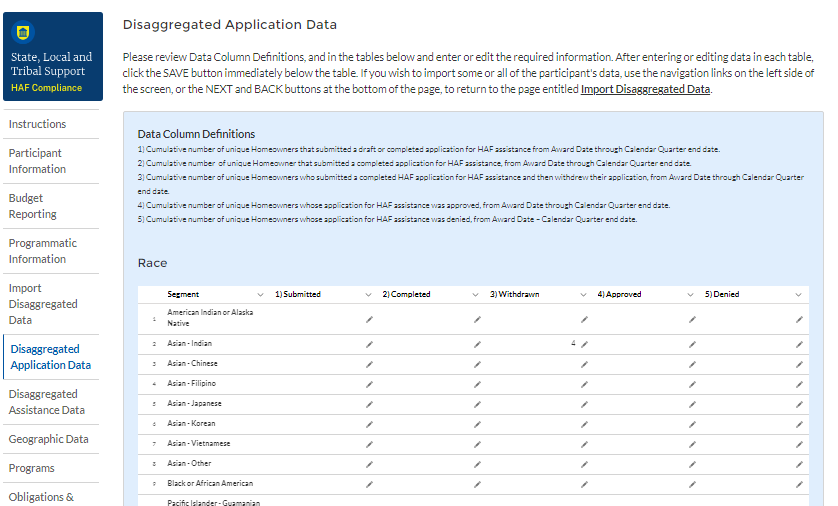 State, Local and
Tribal Support
HAF Compliance
Instructions
Participant
Information
Budget
Reporting
Programmatic
Information
Import
Disaggregated
Data
Disaggregated
Application Data
Disaggregated
Assistance Data
Geographic Data
Programs
Obligations &
Disaggregated Application Data
Please review Data Column Definitions, and in the tables below and enter or edit the required information. After entering or editing data in each table,
click the SAVE button immediately below the table. If you wish to import some or all of the participant's data, use the navigation links on the left side of
the screen, or the NEXT and BACK buttons at the bottom of the page, to return to the page entitled Import Disaggregated Data.
Data Column Definitions
1) Cumulative number of unique Homeowners that submitted a draft or completed application for HAF assistance from Award Date through Calendar Quarter end date.
2) Cumulative number of unique Homeowner that submitted a completed application for HAF assistance, from Award Date through Calendar Quarter end date.
3) Cumulative number of unique Homeowners who submitted a completed HAF application for HAF assistance and then withdrew their application, from Award Date through Calendar Quarter
end date.
4) Cumulative number of unique Homeowners whose application for HAF assistance was approved, from Award Date through Calendar Quarter end date.
5) Cumulative number of unique Homeowners whose application for HAF assistance was denied, from Award Date – Calendar Quarter end date.
Race
Segment 1) Submitted 2) Completed 3) Withdrawn 4) Approved 5) Denied
1 American Indian or Alaska
Native
2 Asian - Indian 4
3 Asian - Chinese
4 Asian - Filipino
5 Asian - Japanese
6 Asian - Korean
7 Asian - Vietnamese
8 Asian - Other
9 Black or African American
Pacific Islander - Guamanian